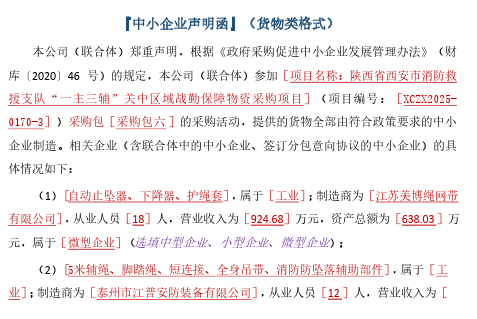 『中小企业声明函』（货物类格式）
本公司（联合体）郑重声明，根据《政府采购促进中小企业发展管理办法》（财
库〔2020〕46 号）的规定，本公司（联合体）参加［项目名称：陕西省西安市消防救
援支队“一主三轴”关中区域战勤保障物资采购项目］（项目编号：［XCZX2025-
0170-3］）采购包［采购包六］的采购活动，提供的货物全部由符合政策要求的中小
企业制造。相关企业（含联合体中的中小企业、签订分包意向协议的中小企业）的具
体情况如下：
（1）［自动止坠器、下降器、护绳套］，属于［工业］；制造商为［江苏美博绳网带
有限公司］，从业人员［18］人，营业收入为［924.68］万元，资产总额为［638.03］万
元，属于［微型企业］（选填中型企业、小型企业、微型企业）；
（2）［5米辅绳、脚踏绳、短连接、全身吊带、消防防坠落辅助部件］，属于［工
业］；制造商为［泰州市江普安防装备有限公司］，从业人员［12］人，营业收入为［